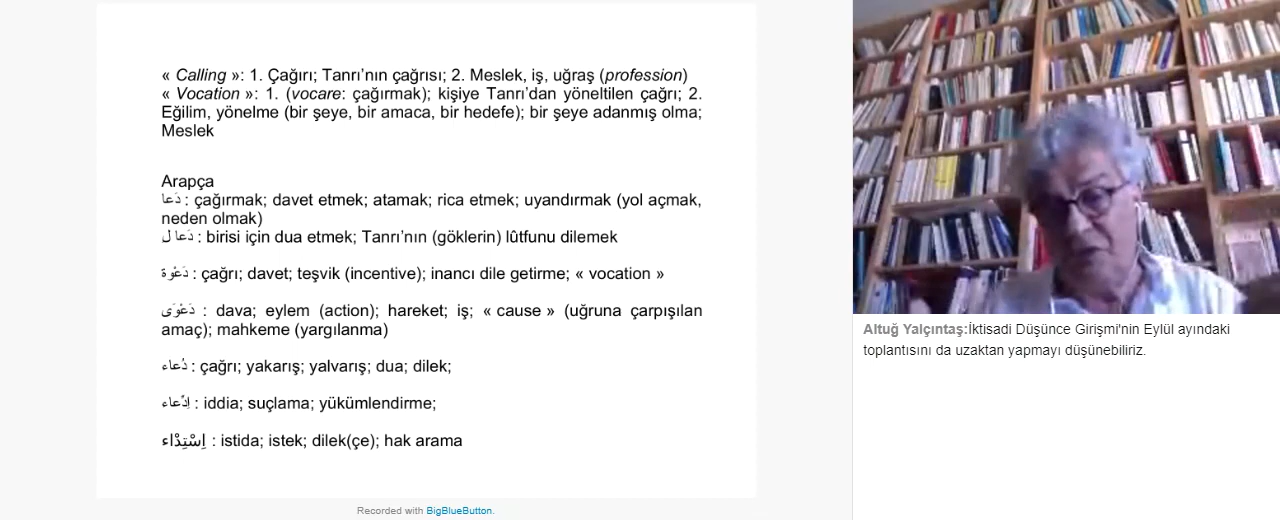 « Calling »: 1. Çağırı; Tanrı'nın çağrısı; 2. Meslek, iş, uğraş (profession)
« Vocation »: 1. (vocare: çağırmak); kişiye Tanrı'dan yöneltilen çağrı; 2.
Eğilim, yönelme (bir şeye, bir amaca, bir hedefe); bir şeye adanmış olma;
Meslek
Arapça
دَعا : çağırmak; davet etmek; atamak; rica etmek; uyandırmak (yol açmak,
neden olmak)
دَعا ل : birisi için dua etmek; Tanrı'nın (göklerin) lûtfunu dilemek
دَعْوة : çağrı; davet; teşvik (incentive); inancı dile getirme; « vocation »
دَعْوَى : dava; eylem (action); hareket; iş; « cause » (uğruna çarpışılan
amaç); mahkeme (yargılanma)
دُعاء : çağrı; yakarış; yalvarış; dua; dilek;
اِدِّعاء : iddia; suçlama; yükümlendirme;
اِسْتِدْاء : istida; istek; dilek(çe); hak arama
Recorded with BigBlueButton.
Altuğ Yalçıntaş:İktisadi Düşünce Girişmi'nin Eylül ayındaki
toplantısını da uzaktan yapmayı düşünebiliriz.